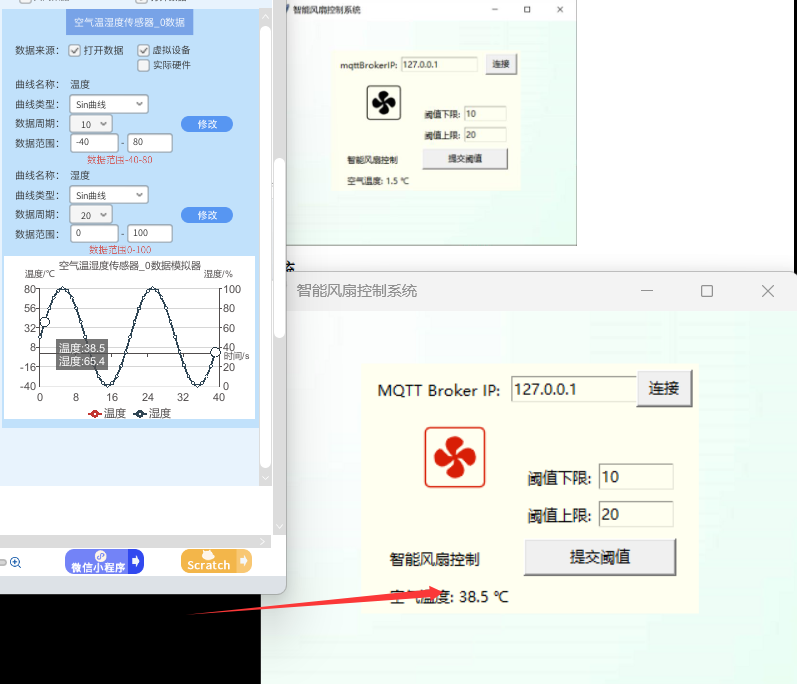 空气温湿度传感器_0数据
数据来源： 打开数据 虚拟设备
实际硬件
曲线名称： 温度
曲线类型： Sin曲线
数据周期： 10 修改
数据范围： -40 - 80
数据范围-40-80
曲线名称： 湿度
曲线类型： Sin曲线
数据周期： 20 修改
数据范围： 0 - 100
数据范围0-100
空气温湿度传感器_0数据模拟器
温度/℃ 湿度/%
80 100
56 80
32 60
8 40
时间/s
-16 20
-40 0
温度:38.5
湿度:65.4
0 8 16 24 32 40
温度 湿度
微信小程序 Scratch
智能风扇控制系统
mqttBrokerIP: 127.0.0.1 连接
阈值下限: 10
阈值上限: 20
智能风扇控制 提交阈值
空气温度: 1.5 ℃
智能风扇控制系统
MQTT Broker IP: 127.0.0.1 连接
阈值下限: 10
阈值上限: 20
智能风扇控制 提交阈值
空气温度: 38.5 ℃